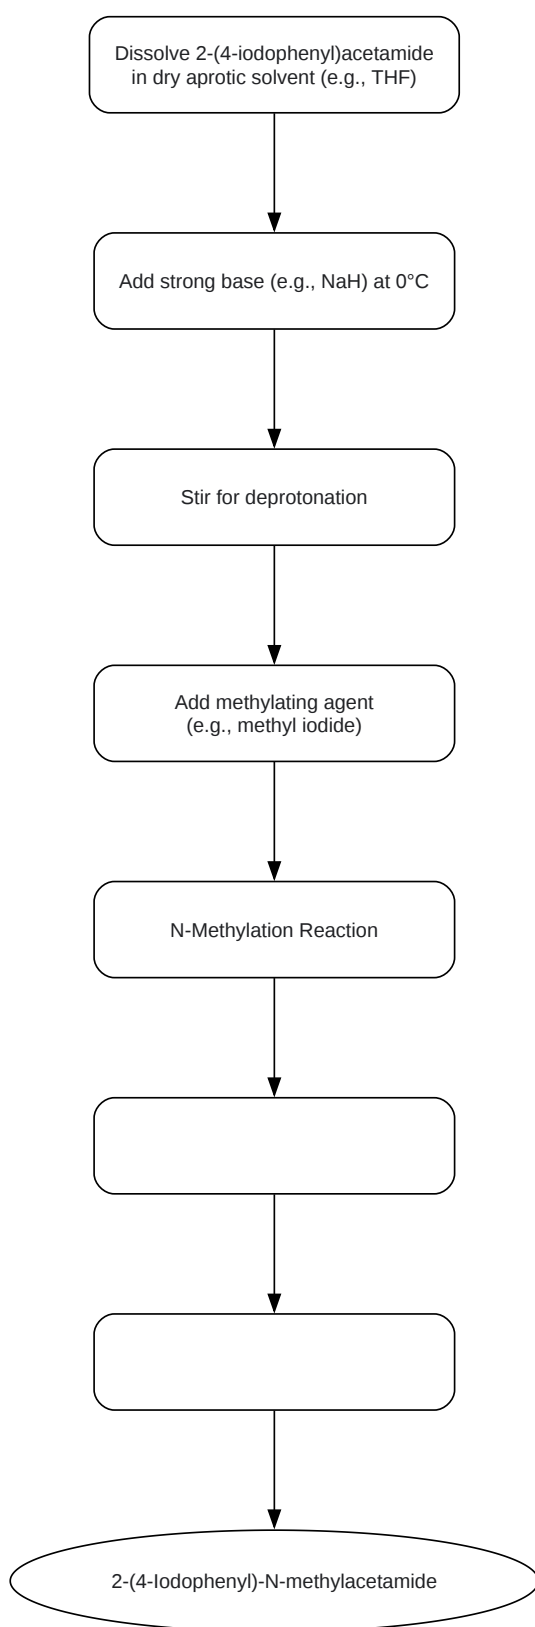 Dissolve 2-(4-iodophenyl)acetamide
in dry aprotic solvent (e.g., THF)
Add strong base (e.g., NaH) at 0°C
Stir for deprotonation
Add methylating agent
(e.g., methyl iodide)
N-Methylation Reaction
2-(4-Iodophenyl)-N-methylacetamide